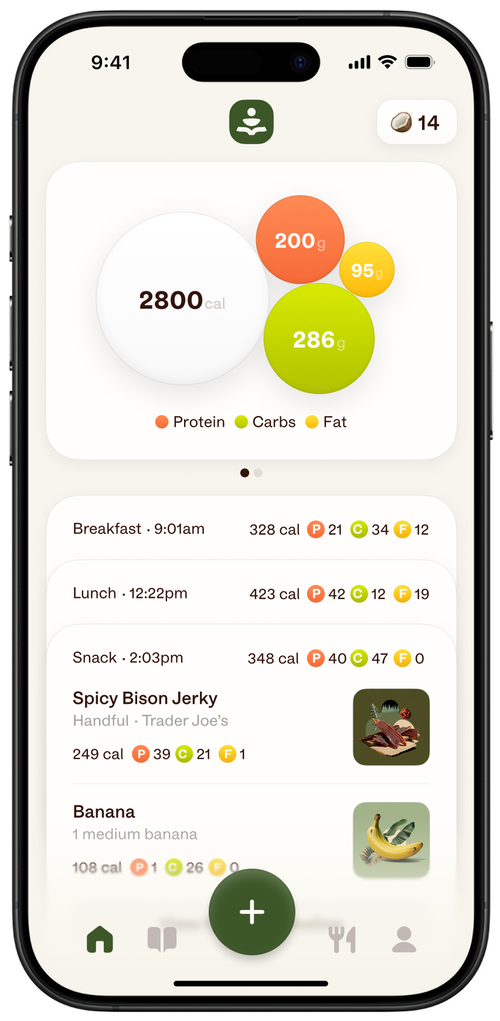 9:41
14
2800cal
200g
95g
286g
Protein Carbs Fat
Breakfast · 9:01am 328 cal P 21 C 34 F 12
Lunch · 12:22pm 423 cal P 42 C 12 F 19
Snack · 2:03pm 348 cal P 40 C 47 F 0
Spicy Bison Jerky
Handful · Trader Joe’s
249 cal P 39 C 21 F 1
Banana
1 medium banana
108 cal P 1 C 26 F 0